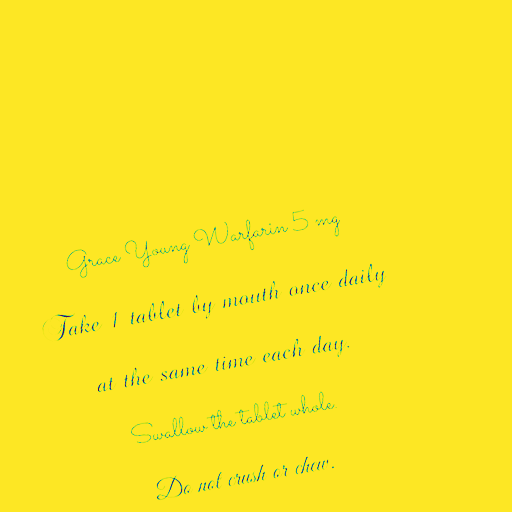 Grace Young Warfarin 5 mg
Take 1 tablet by mouth once daily
at the same time each day.
Swallow the tablet whole.
Do not crush or chew.